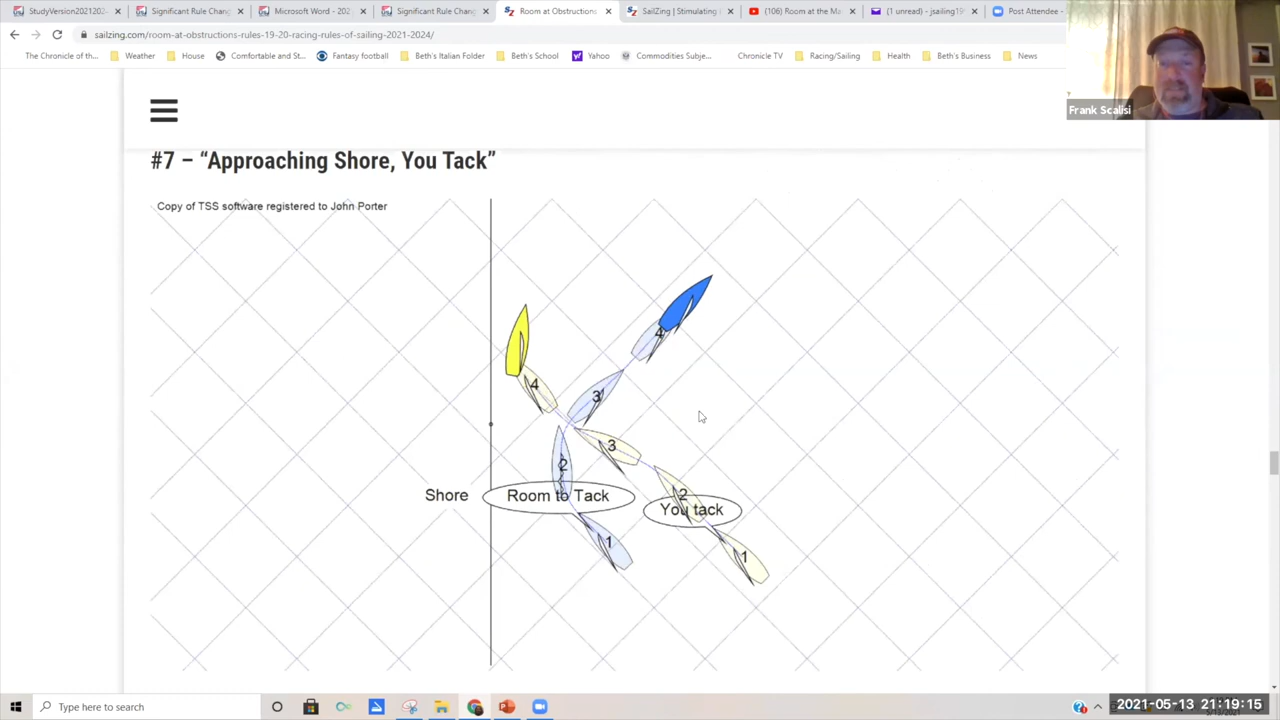 StudyVersion202102-
Significant Rule Chang
Microsoft Word - 202
Significant Rule Chang
Room at Obstructions
SailZing | Stimulating
(106) Room at the Ma
(1 unread) - jsailing19
Post Attendee
sailzing.com/room-at-obstructions-rules-19-20-racing-rules-of-sailing-2021-2024/
The Chronicle of th...
Weather
House
Comfortable and St...
Fantasy football
Beth's Italian Folder
Beth's School
Yahoo
Commodities Subje...
Chronicle TV
Racing/Sailing
Health
Beth's Business
News
Frank Scalisi
#7 – “Approaching Shore, You Tack”
Copy of TSS software registered to John Porter
4
4
3
3
2
2
Shore
Room to Tack
You tack
1
1
Type here to search
2021-05-13 21:19:15